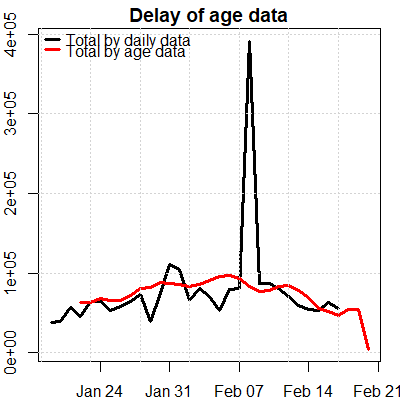 Delay of age data
Total by daily data
Total by age data
4e+05
3e+05
2e+05
1e+05
0e+00
Jan 24 Jan 31 Feb 07 Feb 14 Feb 21